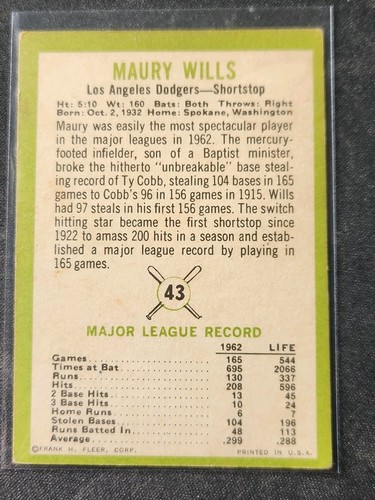 MAURY WILLS
Los Angeles Dodgers—Shortstop
Ht: 5:10 Wt: 160 Bats: Both Throws: Right
Born: Oct. 2, 1932 Home: Spokane, Washington
Maury was easily the most spectacular player
in the major leagues in 1962. The mercury-
footed infielder, son of a Baptist minister,
broke the hitherto "unbreakable" base steal-
ing record of Ty Cobb, stealing 104 bases in 165
games to Cobb's 96 in 156 games in 1915. Wills
had 97 steals in his first 156 games. The switch
hitting star became the first shortstop since
1922 to amass 200 hits in a season and estab-
lished a major league record by playing in
165 games.
43
MAJOR LEAGUE RECORD
1962 LIFE
Games 165 544
Times at Bat 695 2066
Runs 130 337
Hits 208 596
2 Base Hits 13 45
3 Base Hits 10 24
Home Runs 6 7
Stolen Bases 104 196
Runs Batted In 48 113
Average .299 .288
©FRANK H. FLEER, CORP. PRINTED IN U.S.A.